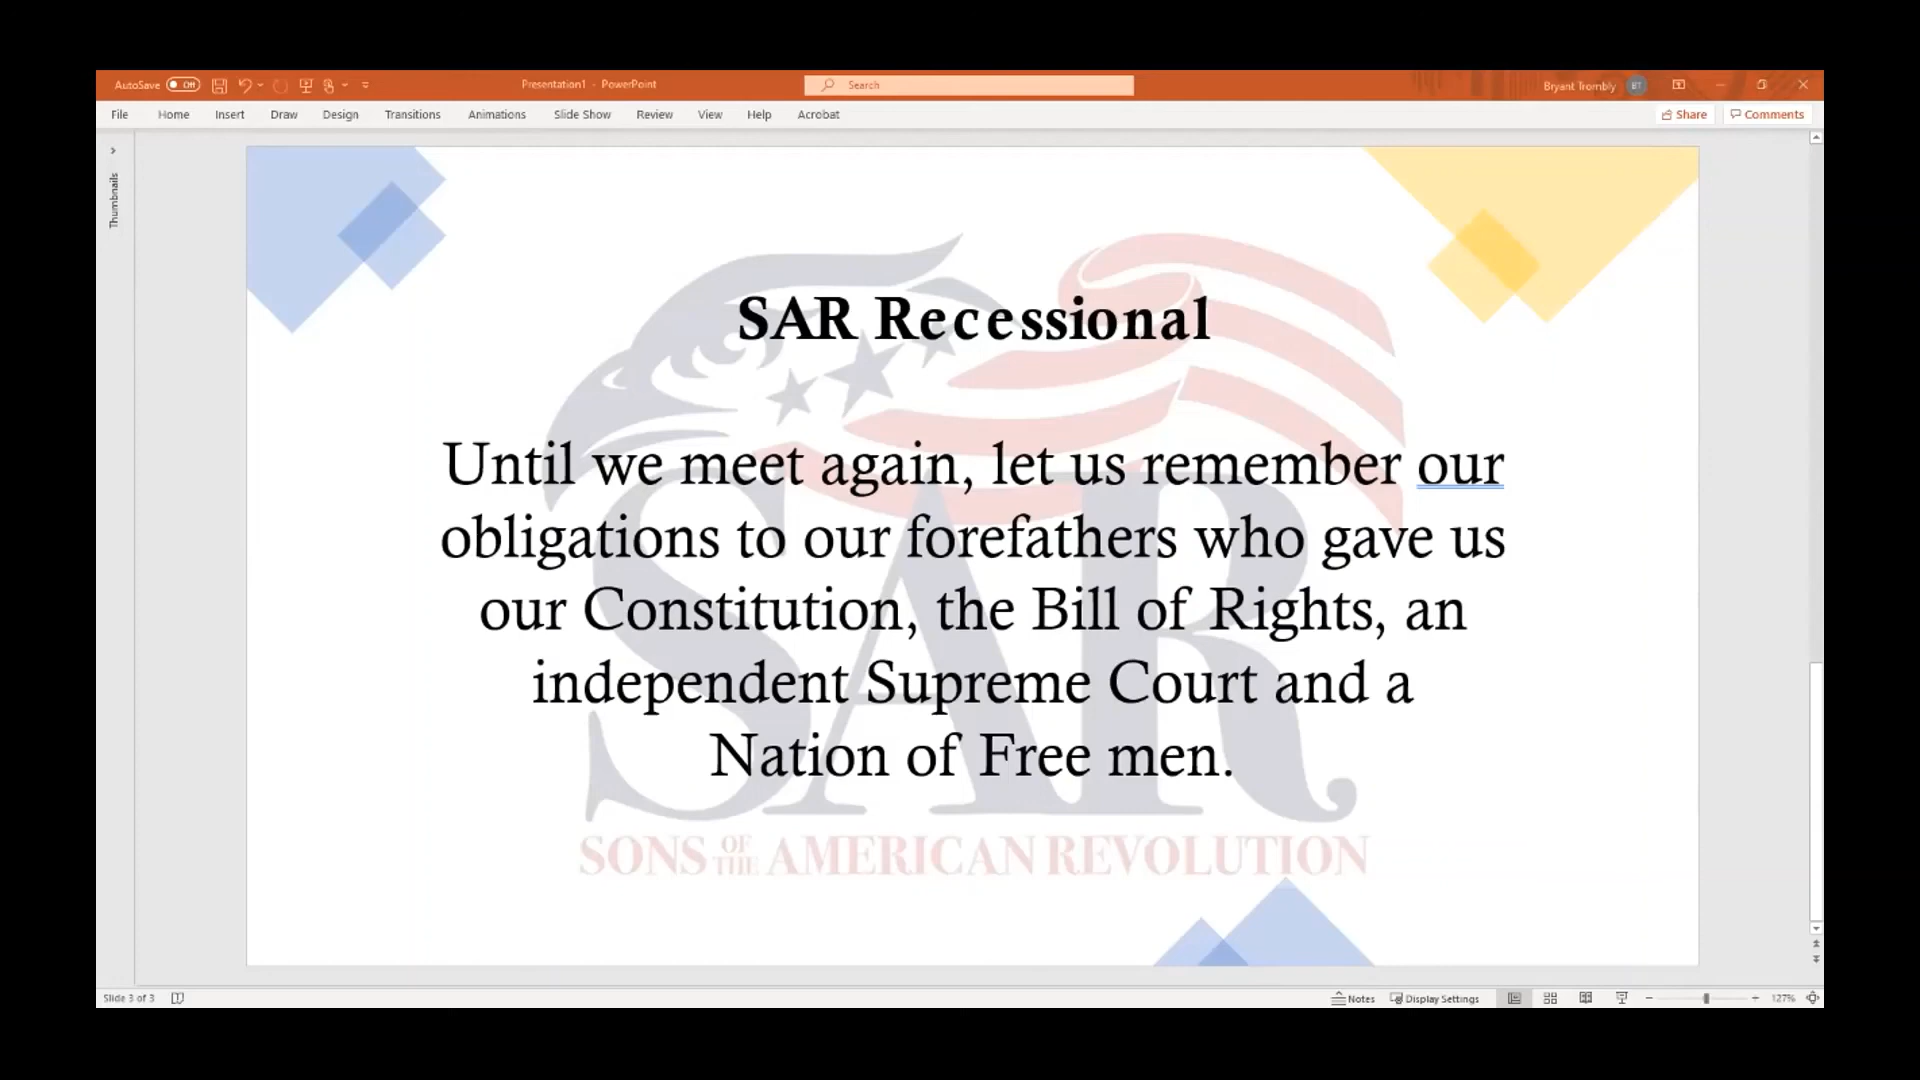 AutoSave Off
Presentation1 - PowerPoint
Search
Bryant Trombly BT
File Home Insert Draw Design Transitions Animations Slide Show Review View Help Acrobat
Share Comments
Thumbnails
SAR Recessional
Until we meet again, let us remember our
obligations to our forefathers who gave us
our Constitution, the Bill of Rights, an
independent Supreme Court and a
Nation of Free men.
SAR
SONS OF THE AMERICAN REVOLUTION
Slide 3 of 3
Notes Display Settings 127%